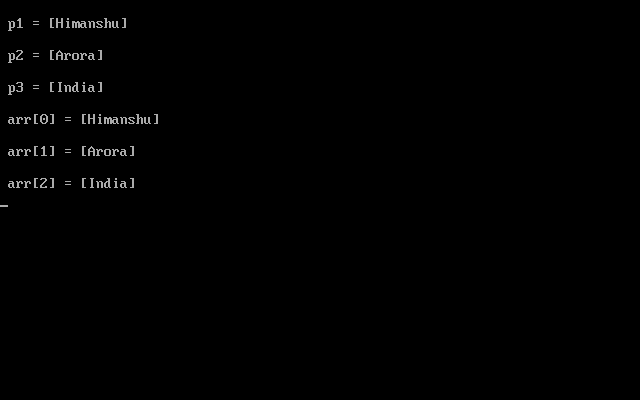 p1 = [Himanshu]
p2 = [Arora]
p3 = [India]
arr[0] = [Himanshu]
arr[1] = [Arora]
arr[2] = [India]